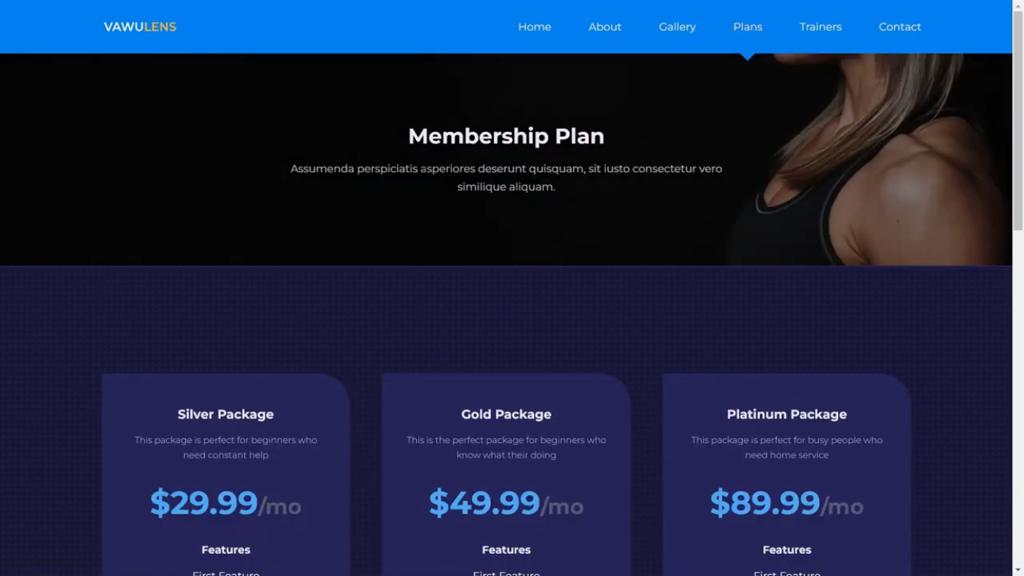 VAWULENS
Home About Gallery Plans Trainers Contact
Membership Plan
Assumenda perspiciatis asperiores deserunt quisquam, sit iusto consectetur vero
similique aliquam.
Silver Package
This package is perfect for beginners who
need constant help
$29.99/mo
Features
First Feature
Gold Package
This is the perfect package for beginners who
know what their doing
$49.99/mo
Features
First Feature
Platinum Package
This package is perfect for busy people who
need home service
$89.99/mo
Features
First Feature